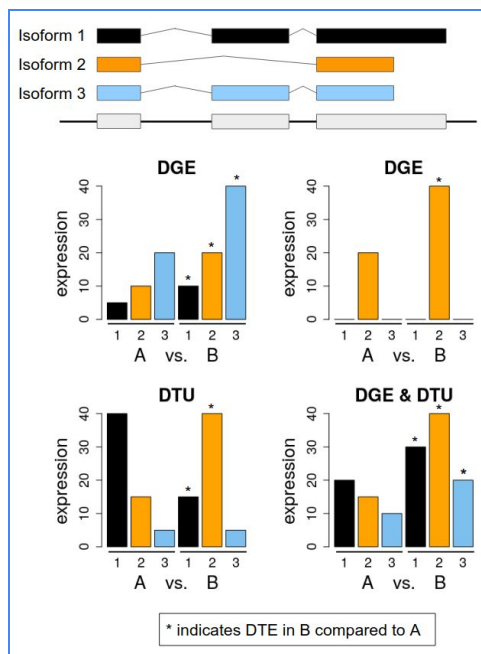 Isoform 1
Isoform 2
Isoform 3
DGE
DGE
expression
0 10 20 30 40
*
*
*
1 2 3 1 2 3
A vs. B
expression
0 10 20 30 40
*
1 2 3 1 2 3
A vs. B
DTU
DGE & DTU
expression
0 10 20 30 40
*
*
1 2 3 1 2 3
A vs. B
expression
0 10 20 30 40
*
*
*
1 2 3 1 2 3
A vs. B
* indicates DTE in B compared to A